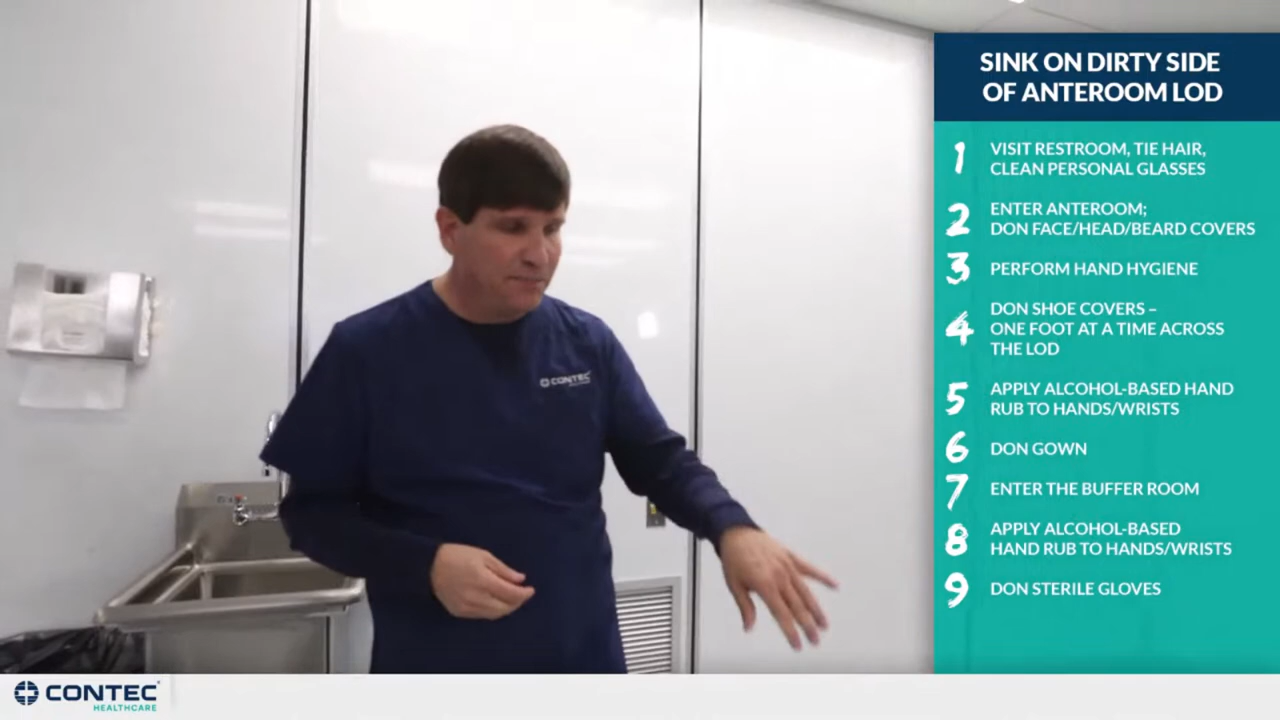 SINK ON DIRTY SIDE
OF ANTEROOM LOD
1 VISIT RESTROOM, TIE HAIR,
CLEAN PERSONAL GLASSES
2 ENTER ANTEROOM;
DON FACE/HEAD/BEARD COVERS
3 PERFORM HAND HYGIENE
4 DON SHOE COVERS –
ONE FOOT AT A TIME ACROSS
THE LOD
5 APPLY ALCOHOL-BASED HAND
RUB TO HANDS/WRISTS
6 DON GOWN
7 ENTER THE BUFFER ROOM
8 APPLY ALCOHOL-BASED
HAND RUB TO HANDS/WRISTS
9 DON STERILE GLOVES
CONTEC
CONTEC
HEALTHCARE